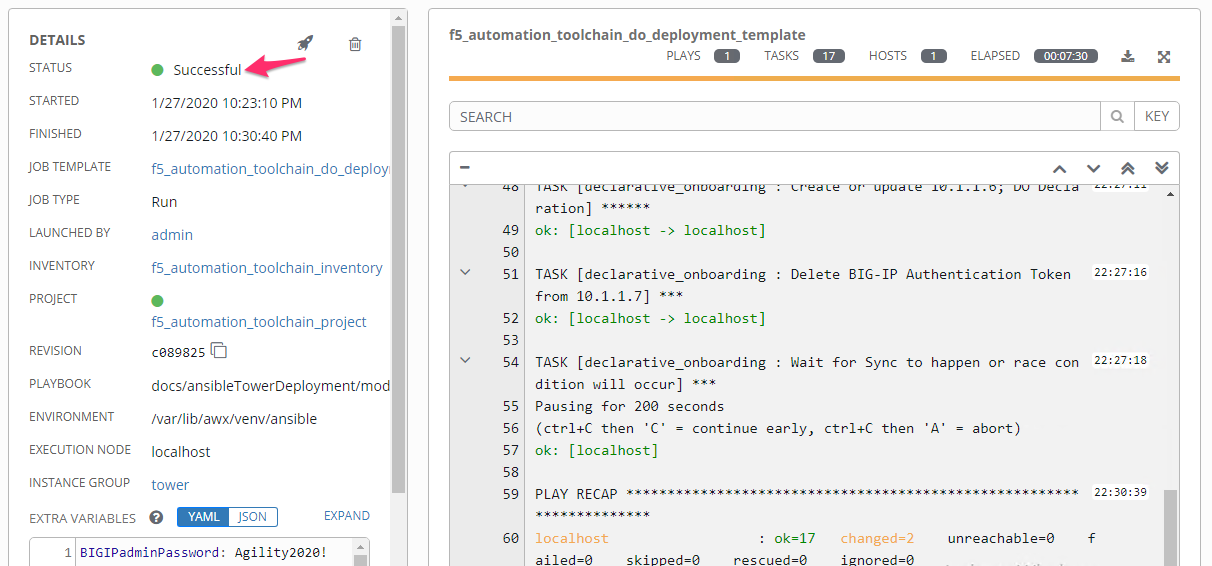 DETAILS
STATUS
Successful
STARTED
1/27/2020 10:23:10 PM
FINISHED
1/27/2020 10:30:40 PM
JOB TEMPLATE
f5_automation_toolchain_do_deploy
JOB TYPE
Run
LAUNCHED BY
admin
INVENTORY
f5_automation_toolchain_inventory
PROJECT
f5_automation_toolchain_project
REVISION
c089825
PLAYBOOK
docs/ansibleTowerDeployment/mod
ENVIRONMENT
/var/lib/awx/venv/ansible
EXECUTION NODE
localhost
INSTANCE GROUP
tower
EXTRA VARIABLES ? YAML JSON EXPAND
1 BIGIPadminPassword: Agility2020!
f5_automation_toolchain_do_deployment_template
PLAYS 1 TASKS 17 HOSTS 1 ELAPSED 00:07:30
SEARCH KEY
48 TASK [declarative_onboarding : Create or update 10.1.1.6; DO Decla 22:27:11
ration] ******
49 ok: [localhost -> localhost]
50
51 TASK [declarative_onboarding : Delete BIG-IP Authentication Token 22:27:16
from 10.1.1.7] ***
52 ok: [localhost -> localhost]
53
54 TASK [declarative_onboarding : Wait for Sync to happen or race con 22:27:18
dition will occur] ***
55 Pausing for 200 seconds
56 (ctrl+C then 'C' = continue early, ctrl+C then 'A' = abort)
57 ok: [localhost]
58
59 PLAY RECAP ******************************************************* 22:30:39
**************
60 localhost : ok=17 changed=2 unreachable=0 f
ailed=0 skipped=0 rescued=0 ignored=0